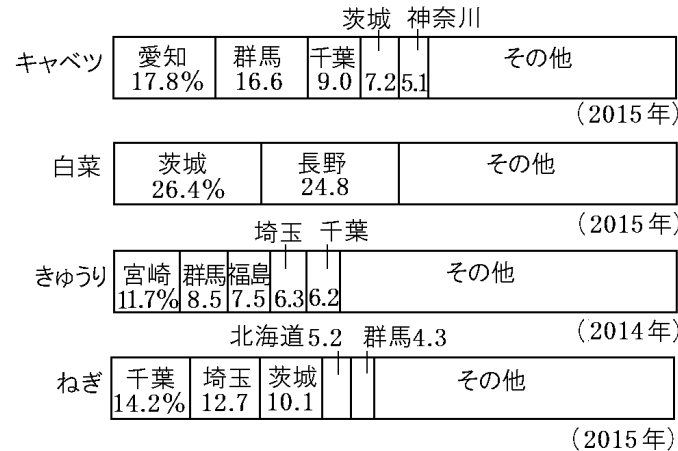 茨城 神奈川
キャベツ 愛知 群馬 千葉 その他
17.8% 16.6 9.0 7.2 5.1
(2015年)
白菜 茨城 長野 その他
26.4% 24.8
(2015年)
埼玉 千葉
きゅうり 宮崎 群馬 福島 その他
11.7% 8.5 7.5 6.3 6.2
(2014年)
北海道5.2 群馬4.3
ねぎ 千葉 埼玉 茨城 その他
14.2% 12.7 10.1
(2015年)